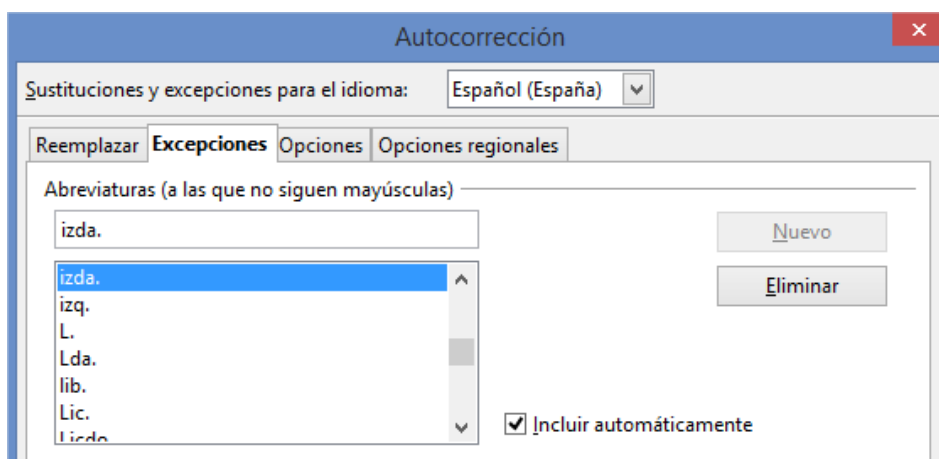 Autocorrección
Sustituciones y excepciones para el idioma: Español (España)
Reemplazar Excepciones Opciones Opciones regionales
Abreviaturas (a las que no siguen mayúsculas)
izda. Nuevo
izda. Eliminar
izq.
L.
Lda.
lib.
Lic. Incluir automáticamente
Licdo